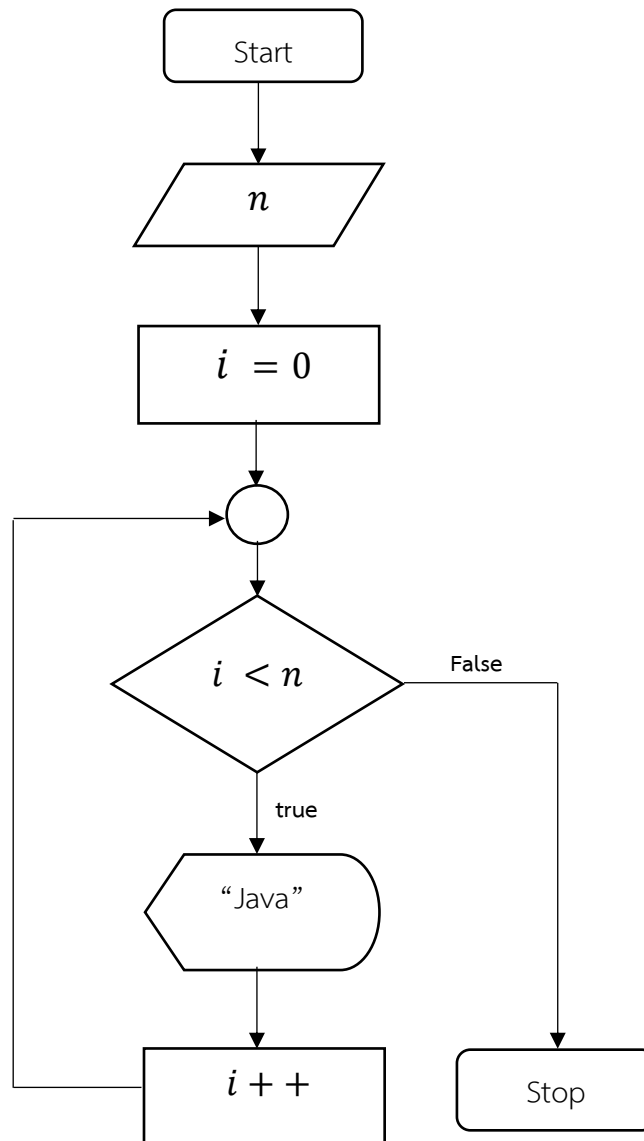 Start
n
i = 0
i < n
False
true
“Java”
i + +
Stop